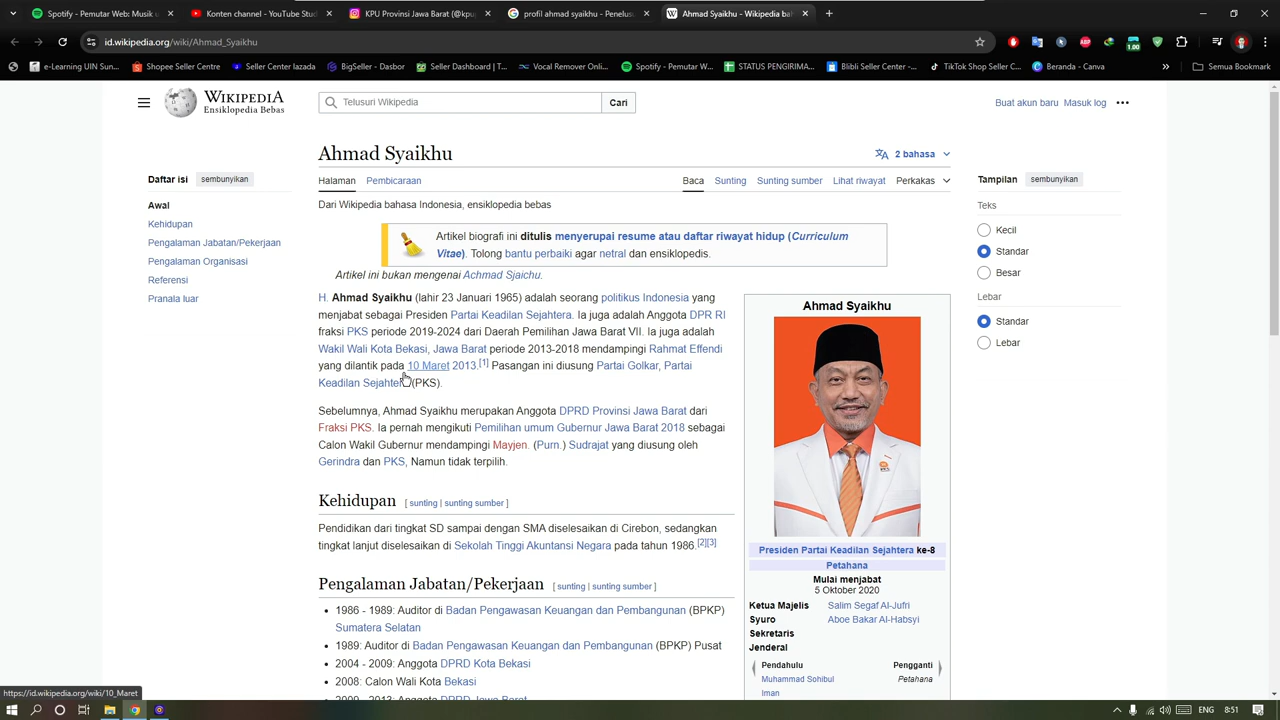 Spotify - Pemutar Web: Musik u
Konten channel - YouTube Stud
KPU Provinsi Jawa Barat (@kpuj
profil ahmad syaikhu - Penelus
Ahmad Syaikhu - Wikipedia bah
id.wikipedia.org/wiki/Ahmad_Syaikhu
e-Learning UIN Sun...
Shopee Seller Centre
Seller Center lazada
BigSeller - Dasbor
Seller Dashboard | T...
Vocal Remover Onli...
Spotify - Pemutar W...
STATUS PENGIRIMA...
Blibli Seller Center -...
TikTok Shop Seller C...
Beranda - Canva
Semua Bookmark
WIKIPEDIA
Ensiklopedia Bebas
Telusuri Wikipedia
Cari
Buat akun baru Masuk log
Ahmad Syaikhu
2 bahasa
Daftar isi sembunyikan
Halaman Pembicaraan
Baca Sunting Sunting sumber Lihat riwayat Perkakas
Awal
Kehidupan
Pengalaman Jabatan/Pekerjaan
Pengalaman Organisasi
Referensi
Pranala luar
Dari Wikipedia bahasa Indonesia, ensiklopedia bebas
Artikel biografi ini ditulis menyerupai resume atau daftar riwayat hidup (Curriculum
Vitae). Tolong bantu perbaiki agar netral dan ensiklopedis.
Artikel ini bukan mengenai Achmad Sjaichu.
H. Ahmad Syaikhu (lahir 23 Januari 1965) adalah seorang politikus Indonesia yang
menjabat sebagai Presiden Partai Keadilan Sejahtera. Ia juga adalah Anggota DPR RI
fraksi PKS periode 2019-2024 dari Daerah Pemilihan Jawa Barat VII. Ia juga adalah
Wakil Wali Kota Bekasi, Jawa Barat periode 2013-2018 mendampingi Rahmat Effendi
yang dilantik pada 10 Maret 2013.[1] Pasangan ini diusung Partai Golkar, Partai
Keadilan Sejahtera (PKS).
Sebelumnya, Ahmad Syaikhu merupakan Anggota DPRD Provinsi Jawa Barat dari
Fraksi PKS. Ia pernah mengikuti Pemilihan umum Gubernur Jawa Barat 2018 sebagai
Calon Wakil Gubernur mendampingi Mayjen. (Purn.) Sudrajat yang diusung oleh
Gerindra dan PKS, Namun tidak terpilih.
Kehidupan [ sunting | sunting sumber ]
Pendidikan dari tingkat SD sampai dengan SMA diselesaikan di Cirebon, sedangkan
tingkat lanjut diselesaikan di Sekolah Tinggi Akuntansi Negara pada tahun 1986.[2][3]
Pengalaman Jabatan/Pekerjaan [ sunting | sunting sumber ]
1986 - 1989: Auditor di Badan Pengawasan Keuangan dan Pembangunan (BPKP)
Sumatera Selatan
1989: Auditor di Badan Pengawasan Keuangan dan Pembangunan (BPKP) Pusat
2004 - 2009: Anggota DPRD Kota Bekasi
2008: Calon Wali Kota Bekasi
2009 - 2013: Anggota DPRD Jawa Barat
Ahmad Syaikhu
Presiden Partai Keadilan Sejahtera ke-8
Petahana
Mulai menjabat
5 Oktober 2020
Ketua Majelis Salim Segaf Al-Jufri
Syuro Aboe Bakar Al-Habsyi
Sekretaris
Jenderal
Pendahulu Pengganti
Muhammad Sohibul Petahana
Iman
Tampilan sembunyikan
Teks
Kecil
Standar
Besar
Lebar
Standar
Lebar
https://id.wikipedia.org/wiki/10_Maret
ENG 8:51